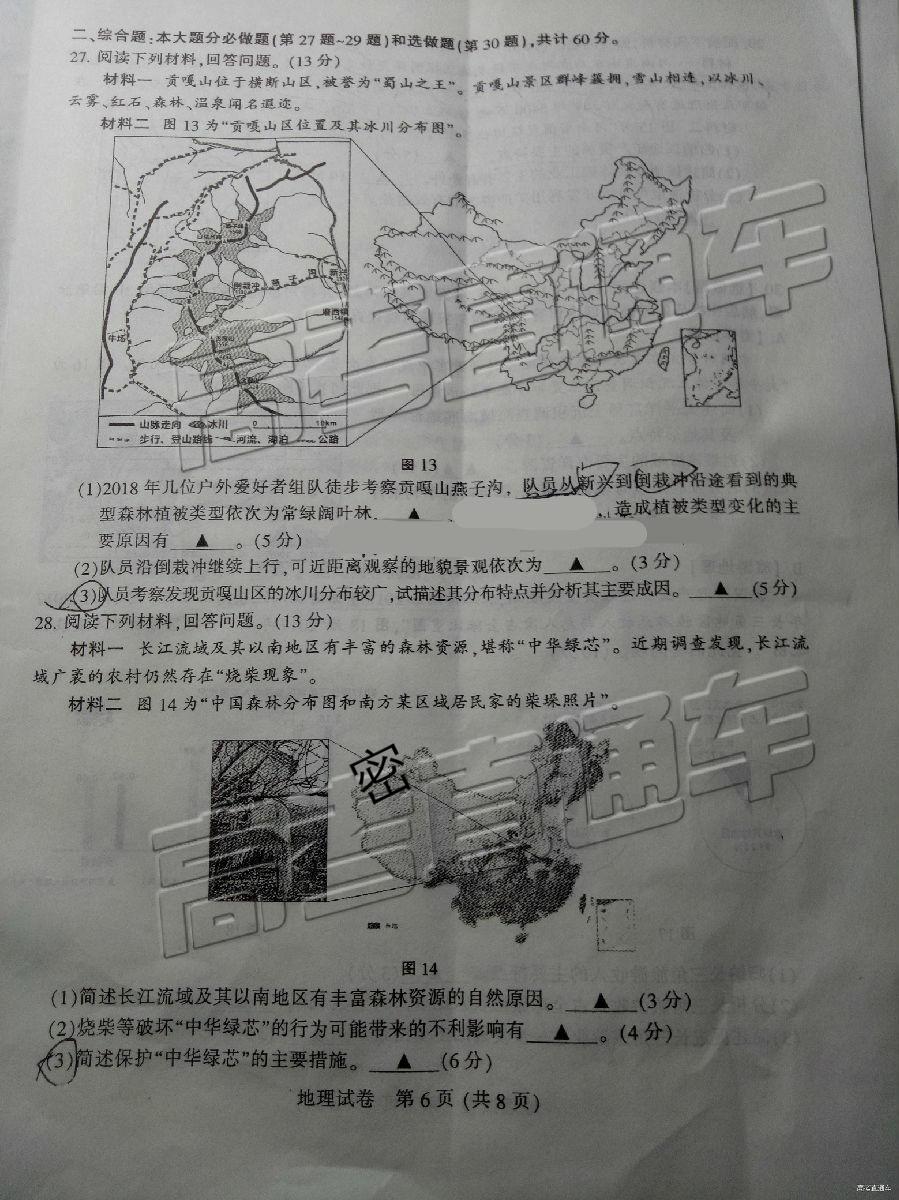 二、综合题:本大题分必做题(第27题~29题)和选做题(第30题),共计60分。
27. 阅读下列材料,回答问题。(13分)
材料一 贡嘎山位于横断山区,被誉为“蜀山之王”。贡嘎山景区群峰簇拥,雪山相连,以冰川、
云雾、红石、森林、温泉闻名遐迩。
材料二 图13为“贡嘎山区位置及其冰川分布图”。
燕子沟
新兴
倒栽冲
磨西镇
牛场
山脉走向 冰川 0 10km
步行、登山路线 河流、湖泊 公路
图13
(1)2018年几位户外爱好者组队徒步考察贡嘎山燕子沟,队员从新兴到倒栽冲沿途看到的典
型森林植被类型依次为常绿阔叶林、▲ ,造成植被类型变化的主
要原因有 ▲ 。(5分)
(2)队员沿倒栽冲继续上行,可近距离观察的地貌景观依次为 ▲ 。(3分)
(3)队员考察发现贡嘎山区的冰川分布较广,试描述其分布特点并分析其主要成因。 ▲ (5分)
28. 阅读下列材料,回答问题。(13分)
材料一 长江流域及其以南地区有丰富的森林资源,堪称“中华绿芯”。近期调查发现,长江流
域广袤的农村仍然存在“烧柴现象”。
材料二 图14为“中国森林分布图和南方某区域居民家的柴垛照片”。
密
图14
(1)简述长江流域及其以南地区有丰富森林资源的自然原因。 ▲ (3分)
(2)烧柴等破坏“中华绿芯”的行为可能带来的不利影响有 ▲ 。(4分)
(3)简述保护“中华绿芯”的主要措施。 ▲ (6分)
地理试卷 第6页(共8页)
高考直通车
高考直通车
高考直通车